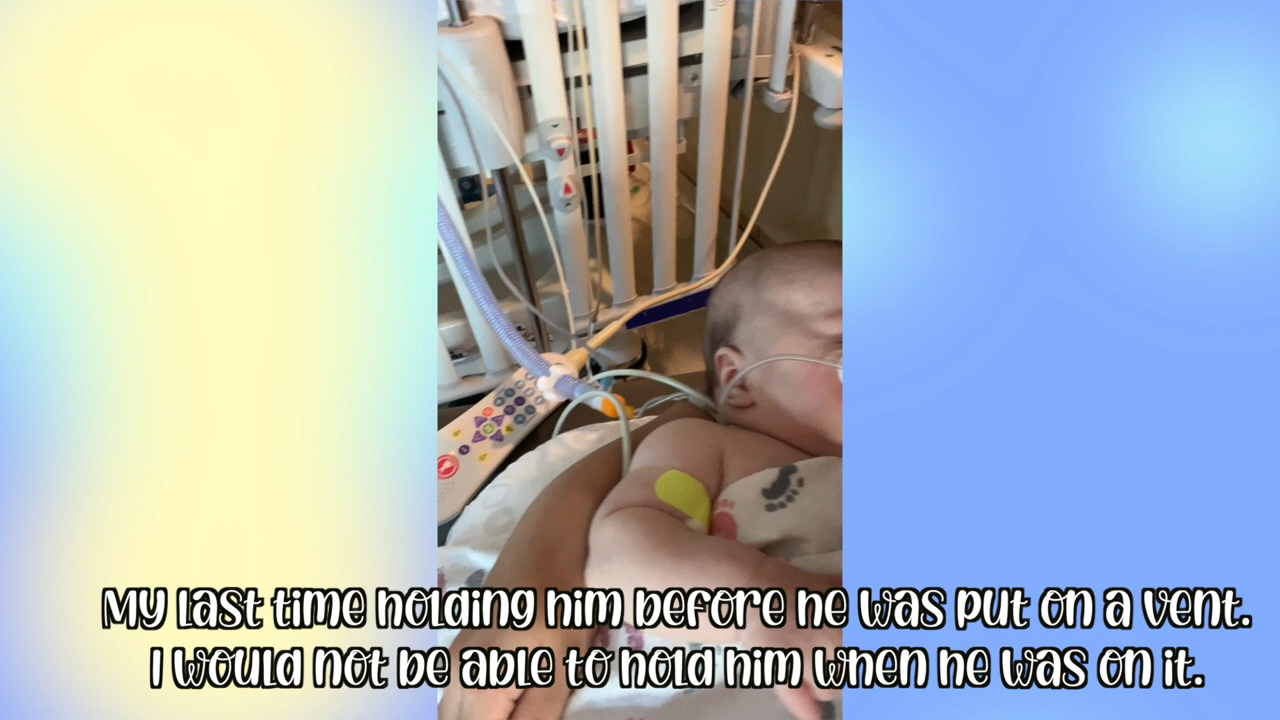 My last time holding him before he was put on a vent.
I would not be able to hold him when he was on it.